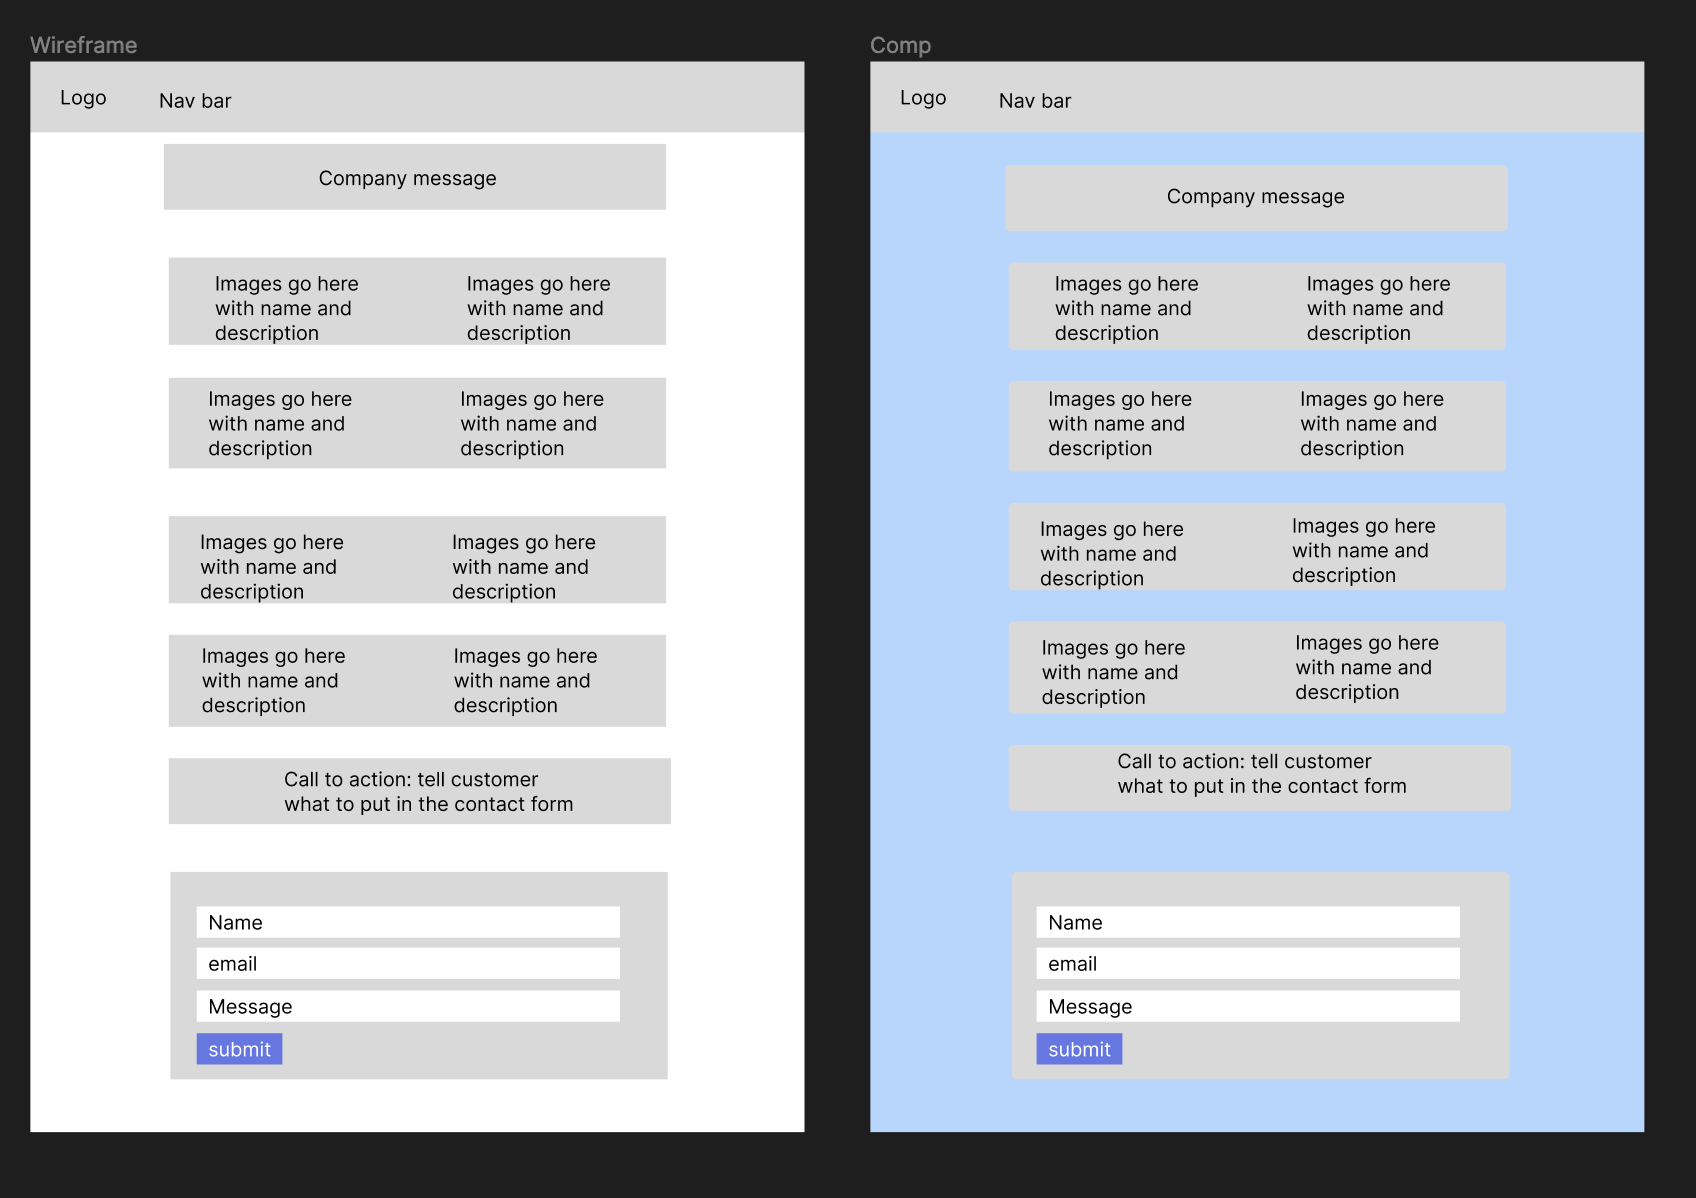 Wireframe
Logo
Nav bar
Company message
Images go here
with name and
description
Images go here
with name and
description
Images go here
with name and
description
Images go here
with name and
description
Images go here
with name and
description
Images go here
with name and
description
Images go here
with name and
description
Images go here
with name and
description
Call to action: tell customer
what to put in the contact form
Name
email
Message
submit
Comp
Logo
Nav bar
Company message
Images go here
with name and
description
Images go here
with name and
description
Images go here
with name and
description
Images go here
with name and
description
Images go here
with name and
description
Images go here
with name and
description
Images go here
with name and
description
Images go here
with name and
description
Call to action: tell customer
what to put in the contact form
Name
email
Message
submit